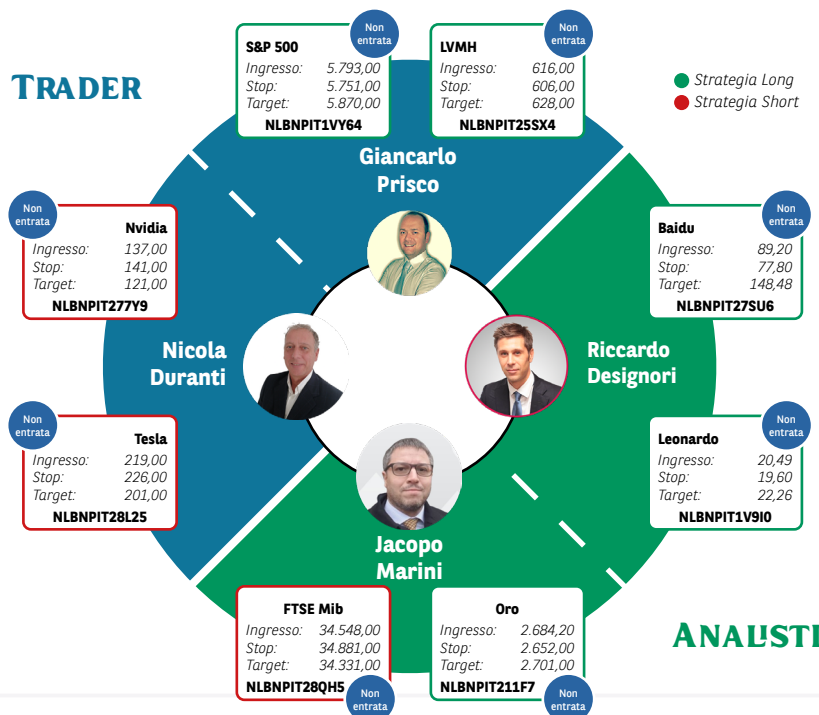 TRADER
Non
entrata
S&P 500
Ingresso: 5.793,00
Stop: 5.751,00
Target: 5.870,00
NLBNPIT1VY64
Non
entrata
LVMH
Ingresso: 616,00
Stop: 606,00
Target: 628,00
NLBNPIT25SX4
Strategia Long
Strategia Short
Giancarlo
Prisco
Non
entrata
Nvidia
Ingresso: 137,00
Stop: 141,00
Target: 121,00
NLBNPIT277Y9
Non
entrata
Baidu
Ingresso: 89,20
Stop: 77,80
Target: 148,48
NLBNPIT27SU6
Nicola
Duranti
Riccardo
Designori
Non
entrata
Tesla
Ingresso: 219,00
Stop: 226,00
Target: 201,00
NLBNPIT28L25
Non
entrata
Leonardo
Ingresso: 20,49
Stop: 19,60
Target: 22,26
NLBNPIT1V9I0
Jacopo
Marini
FTSE Mib
Ingresso: 34.548,00
Stop: 34.881,00
Target: 34.331,00
NLBNPIT28QH5
Non
entrata
Oro
Ingresso: 2.684,20
Stop: 2.652,00
Target: 2.701,00
NLBNPIT211F7
Non
entrata
ANALISTI